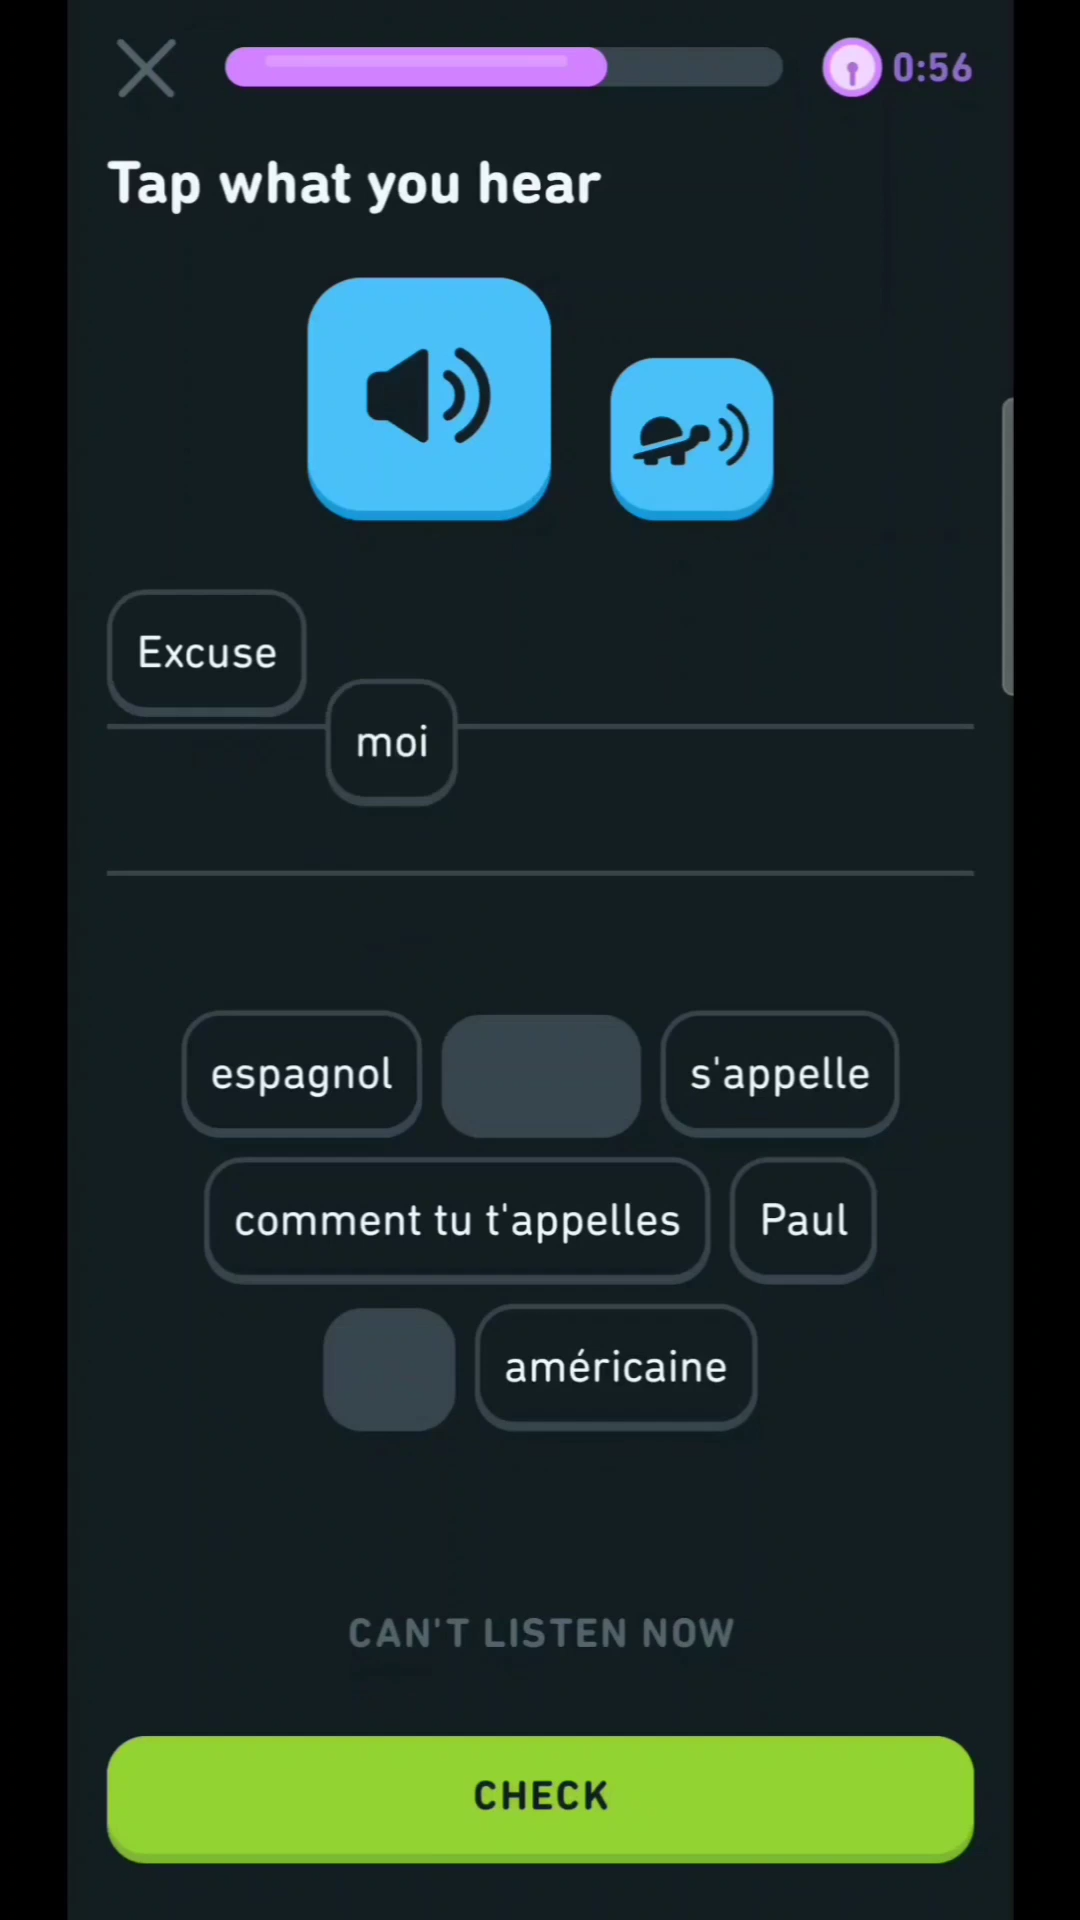 0:56
Tap what you hear
Excuse
moi
espagnol s'appelle
comment tu t'appelles Paul
américaine
CAN'T LISTEN NOW
CHECK